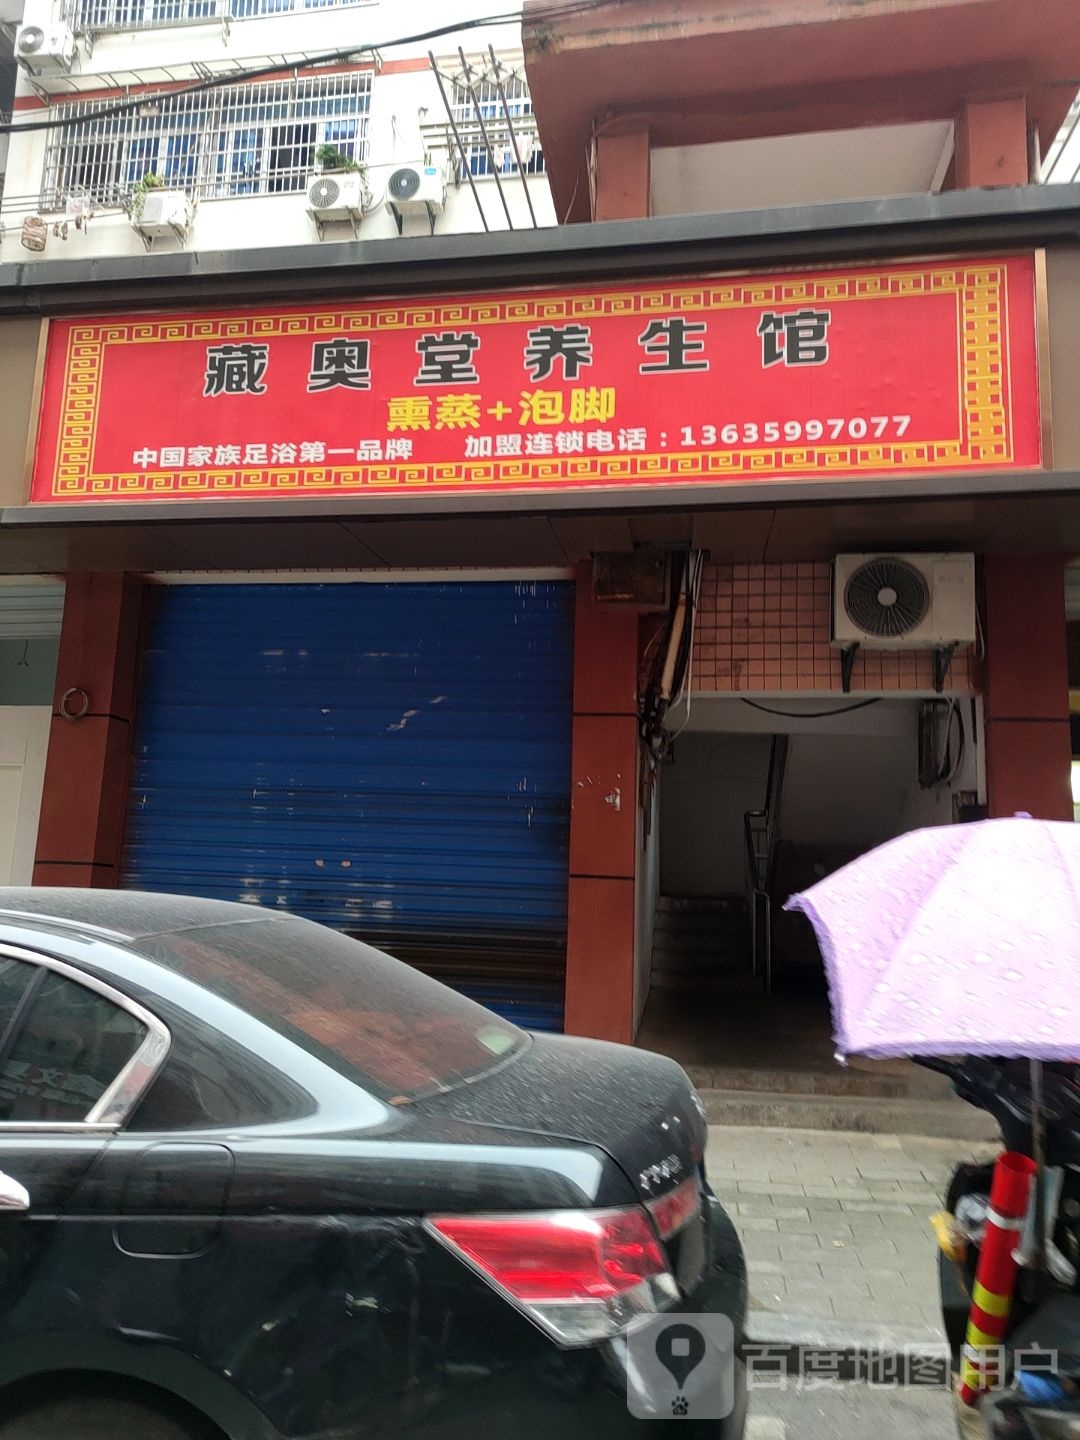 藏奥堂养生馆
熏蒸+泡脚
中国家族足浴第一品牌 加盟连锁电话：13635997077
百度地图用户